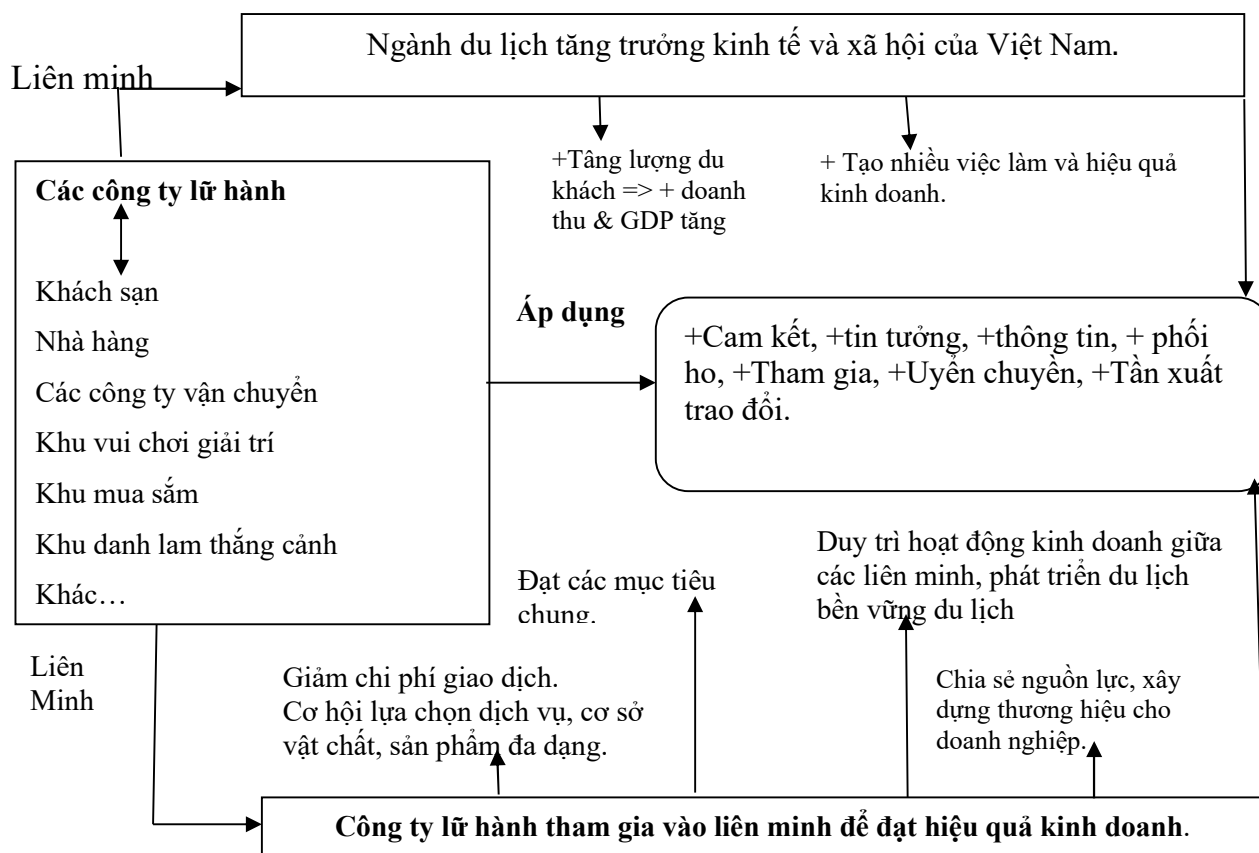 Ngành du lịch tăng trưởng kinh tế và xã hội của Việt Nam.
Liên minh
+Tâng lượng du
khách => + doanh
thu & GDP tăng
+ Tạo nhiều việc làm và hiệu quả
kinh doanh.
Các công ty lữ hành
Khách sạn
Nhà hàng
Các công ty vận chuyển
Khu vui chơi giải trí
Khu mua sắm
Khu danh lam thắng cảnh
Khác…
Áp dụng
+Cam kết, +tin tưởng, +thông tin, + phối
ho, +Tham gia, +Uyển chuyền, +Tần xuất
trao đổi.
Liên
Minh
Giảm chi phí giao dịch.
Cơ hội lựa chọn dịch vụ, cơ sở
vật chất, sản phẩm đa dạng.
Đạt các mục tiêu
chung.
Duy trì hoạt động kinh doanh giữa
các liên minh, phát triển du lịch
bền vững du lịch
Chia sẻ nguồn lực, xây
dựng thương hiệu cho
doanh nghiệp.
Công ty lữ hành tham gia vào liên minh để đạt hiệu quả kinh doanh.